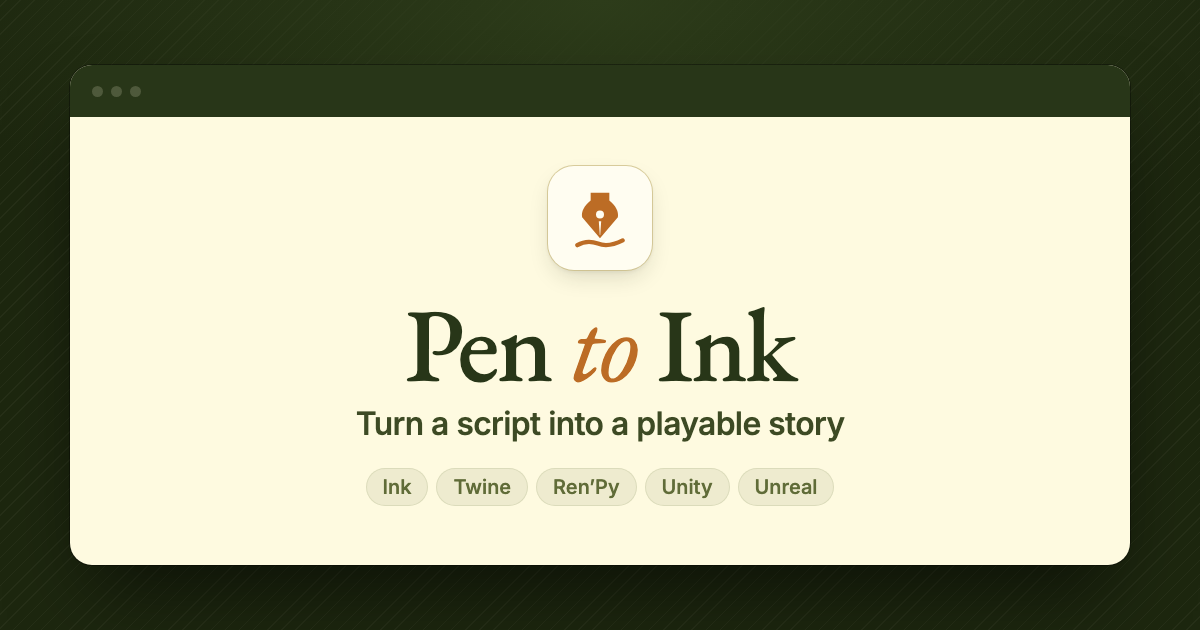 Pen to Ink
Turn a script into a playable story
Ink Twine Ren’Py Unity Unreal